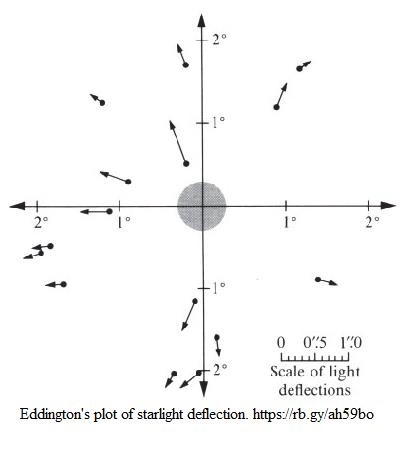 2°
1°
2°
1°
1°
2°
1°
2°
0 0″.5 1″.0
Scale of light
deflections
Eddington's plot of starlight deflection. https://rb.gy/ah59bo